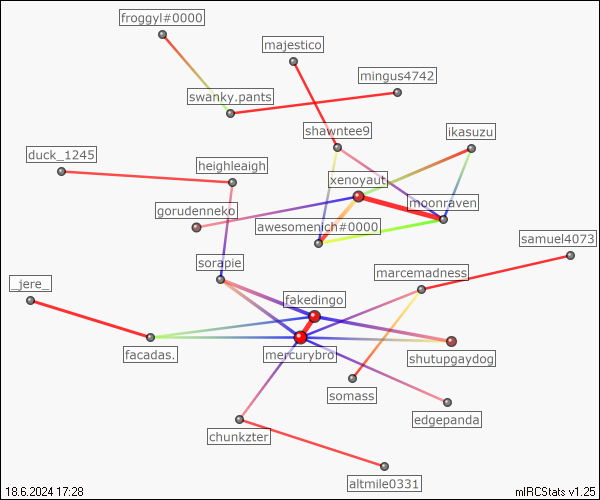 froggyl#0000
majestico
mingus4742
swanky.pants
shawntee9
ikasuzu
duck_1245
heighleaigh
xenoyaut
moonraven
gorudenneko
awesomenich#0000
samuel4073
sorapie
marcemadness
_jere_
fakedingo
facadas.
mercurybro
shutupgaydog
somass
edgepanda
chunkzter
altmile0331
18.6.2024 17:28
mIRCStats v1.25